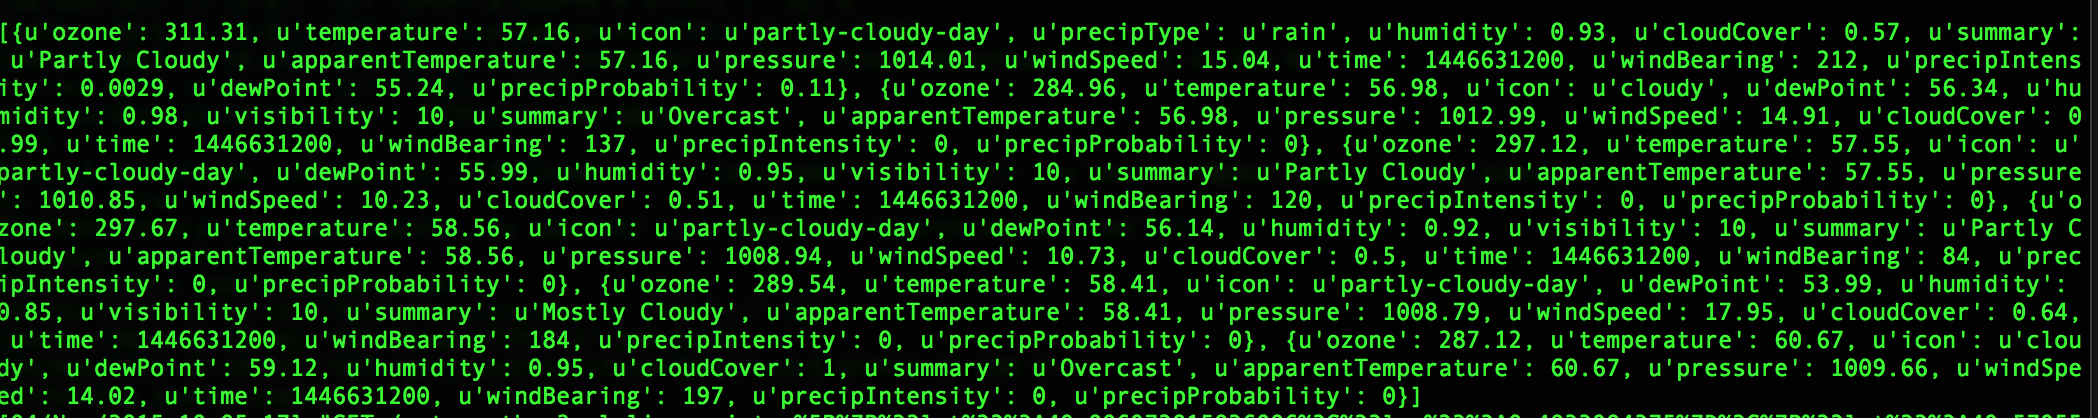 [{u'ozone': 311.31, u'temperature': 57.16, u'icon': u'partly-cloudy-day', u'precipType': u'rain', u'humidity': 0.93, u'cloudCover': 0.57, u'summary':
u'Partly Cloudy', u'apparentTemperature': 57.16, u'pressure': 1014.01, u'windSpeed': 15.04, u'time': 1446631200, u'windBearing': 212, u'precipIntens
ity': 0.0029, u'dewPoint': 55.24, u'precipProbability': 0.11}, {u'ozone': 284.96, u'temperature': 56.98, u'icon': u'cloudy', u'dewPoint': 56.34, u'hu
midity': 0.98, u'visibility': 10, u'summary': u'Overcast', u'apparentTemperature': 56.98, u'pressure': 1012.99, u'windSpeed': 14.91, u'cloudCover': 0
.99, u'time': 1446631200, u'windBearing': 137, u'precipIntensity': 0, u'precipProbability': 0}, {u'ozone': 297.12, u'temperature': 57.55, u'icon': u'
partly-cloudy-day', u'dewPoint': 55.99, u'humidity': 0.95, u'visibility': 10, u'summary': u'Partly Cloudy', u'apparentTemperature': 57.55, u'pressure
': 1010.85, u'windSpeed': 10.23, u'cloudCover': 0.51, u'time': 1446631200, u'windBearing': 120, u'precipIntensity': 0, u'precipProbability': 0}, {u'o
zone': 297.67, u'temperature': 58.56, u'icon': u'partly-cloudy-day', u'dewPoint': 56.14, u'humidity': 0.92, u'visibility': 10, u'summary': u'Partly C
loudy', u'apparentTemperature': 58.56, u'pressure': 1008.94, u'windSpeed': 10.73, u'cloudCover': 0.5, u'time': 1446631200, u'windBearing': 84, u'prec
ipIntensity': 0, u'precipProbability': 0}, {u'ozone': 289.54, u'temperature': 58.41, u'icon': u'partly-cloudy-day', u'dewPoint': 53.99, u'humidity':
0.85, u'visibility': 10, u'summary': u'Mostly Cloudy', u'apparentTemperature': 58.41, u'pressure': 1008.79, u'windSpeed': 17.95, u'cloudCover': 0.64,
u'time': 1446631200, u'windBearing': 184, u'precipIntensity': 0, u'precipProbability': 0}, {u'ozone': 287.12, u'temperature': 60.67, u'icon': u'clou
dy', u'dewPoint': 59.12, u'humidity': 0.95, u'cloudCover': 1, u'summary': u'Overcast', u'apparentTemperature': 60.67, u'pressure': 1009.66, u'windSpe
ed': 14.02, u'time': 1446631200, u'windBearing': 197, u'precipIntensity': 0, u'precipProbability': 0}]